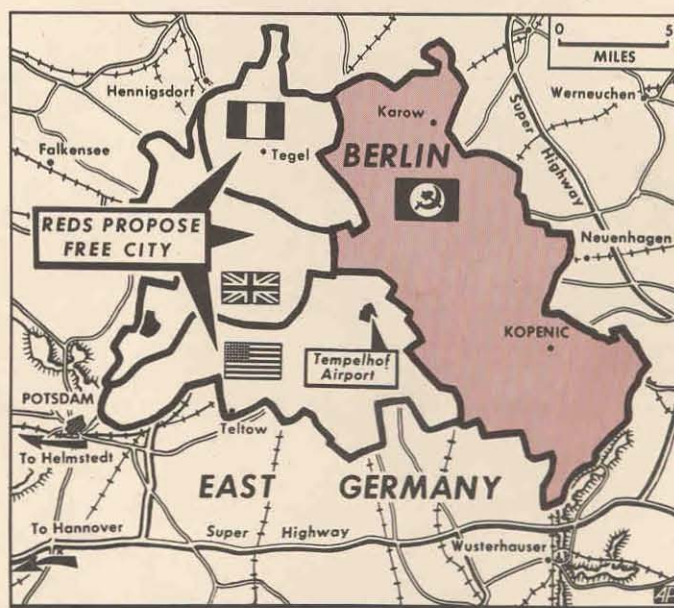 0 5
MILES
Hennigsdorf
Karow
Werneuchen
Super Highway
Falkensee
Tegel
BERLIN
REDS PROPOSE
FREE CITY
Neuenhagen
KOPENIC
Tempelhof
Airport
POTSDAM
Teltow
To Helmstedt
EAST GERMANY
To Hannover
Super Highway
Wusterhauser
AP